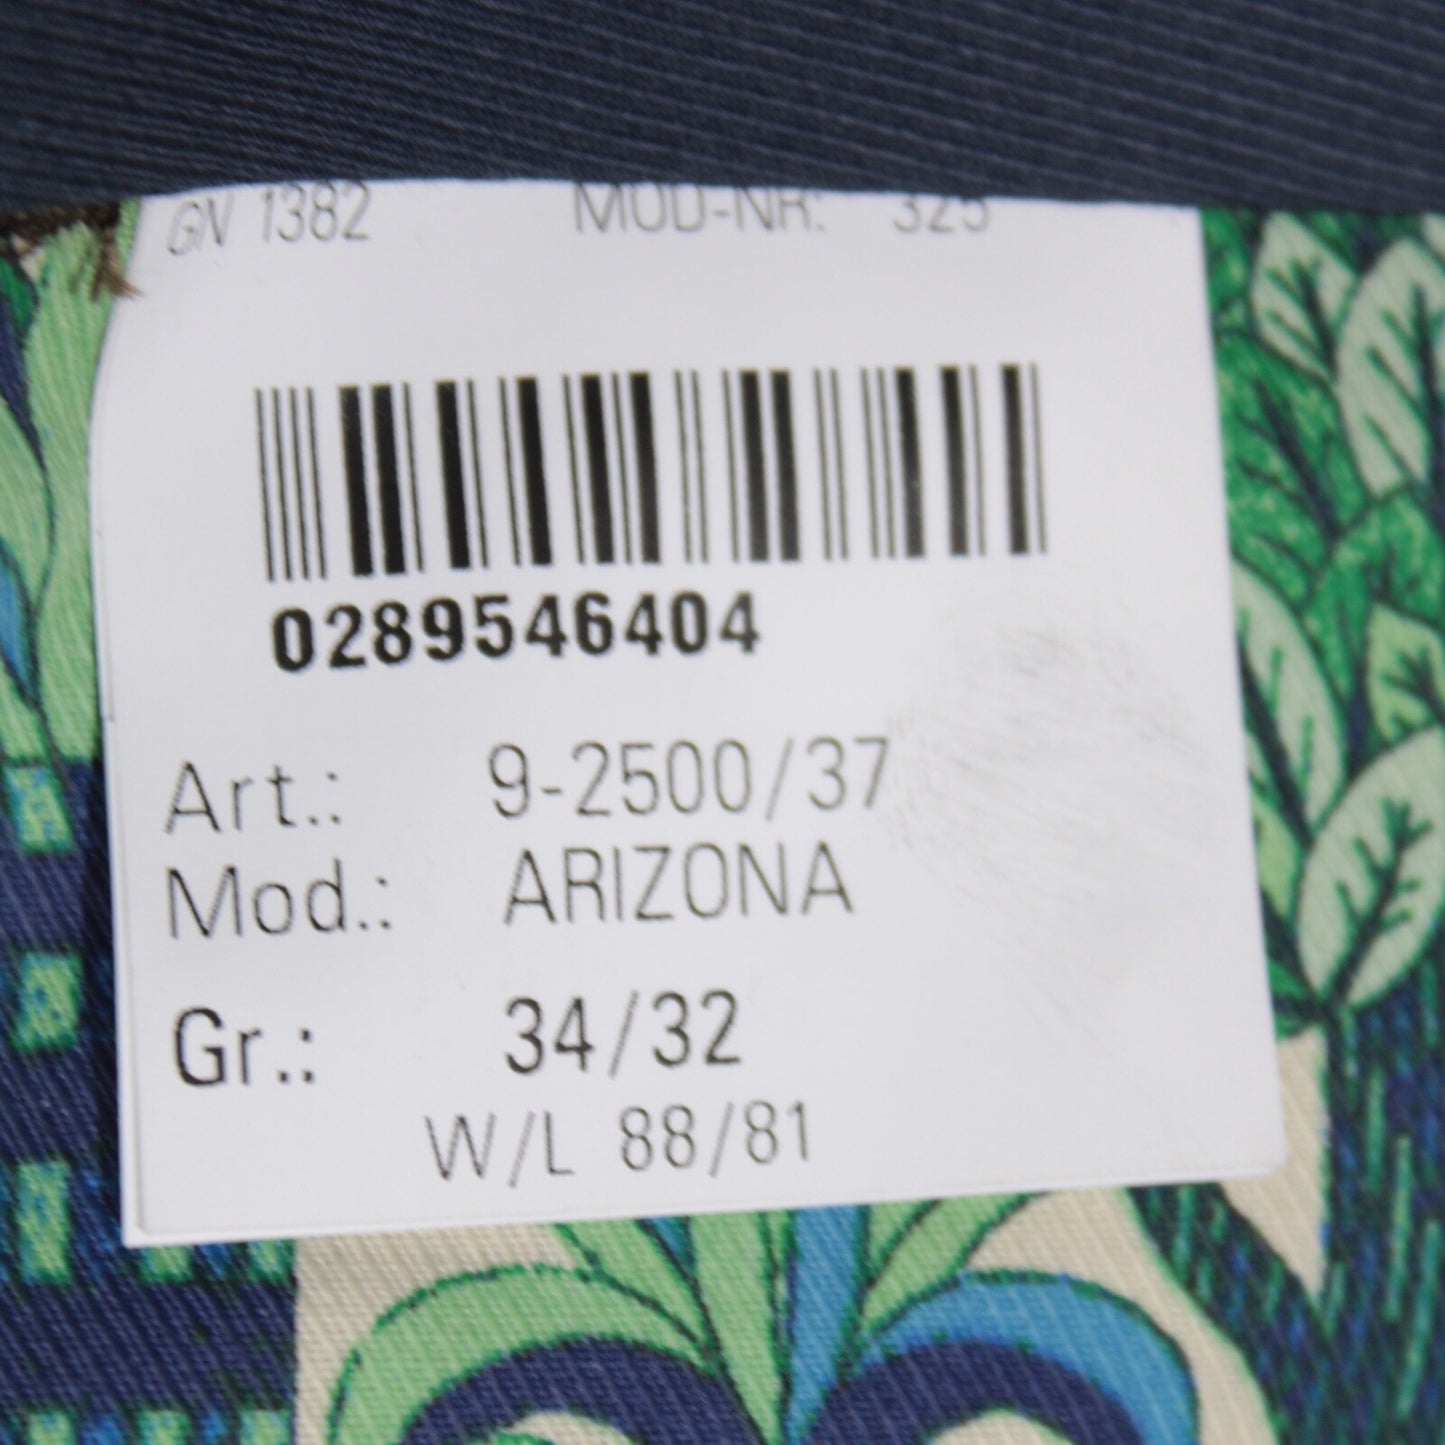 GN 1382 MOD-NR: 325
0289546404
Art.: 9-2500/37
Mod.: ARIZONA
Gr.: 34/32
W/L 88/81